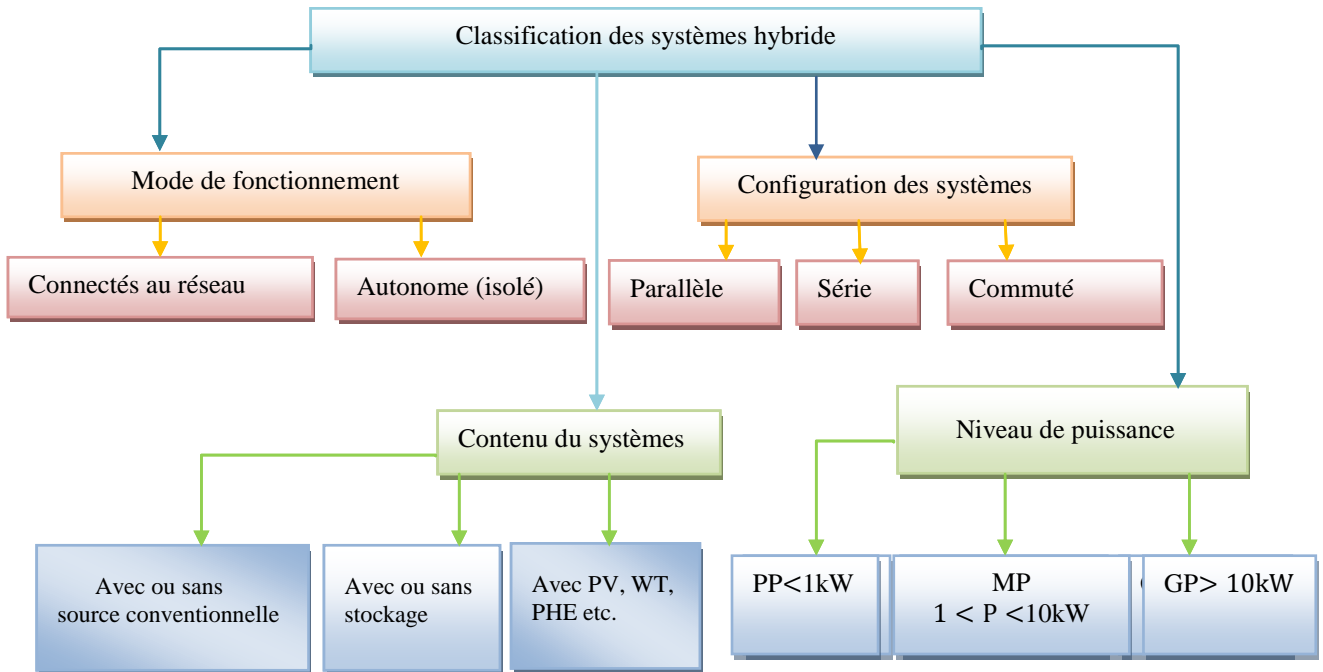 Classification des systèmes hybride
Mode de fonctionnement
Configuration des systèmes
Connectés au réseau
Autonome (isolé)
Parallèle
Série
Commuté
Contenu du systèmes
Niveau de puissance
Avec ou sans
source conventionnelle
Avec ou sans
stockage
Avec PV, WT,
PHE etc.
PP<1kW
MP
1 < P <10kW
GP> 10kW